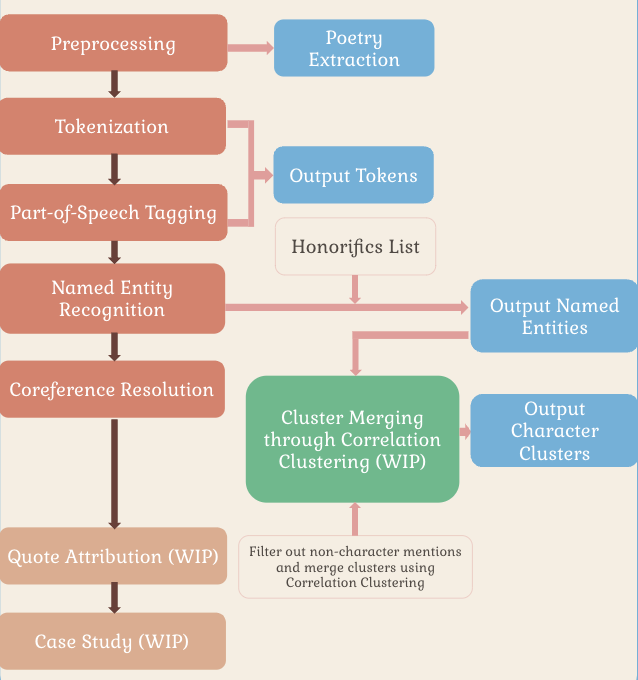 Preprocessing
Poetry
Extraction
Tokenization
Output Tokens
Part-of-Speech Tagging
Honorifics List
Named Entity
Recognition
Output Named
Entities
Coreference Resolution
Cluster Merging
through Correlation
Clustering (WIP)
Output
Character
Clusters
Quote Attribution (WIP)
Filter out non-character mentions
and merge clusters using
Correlation Clustering
Case Study (WIP)